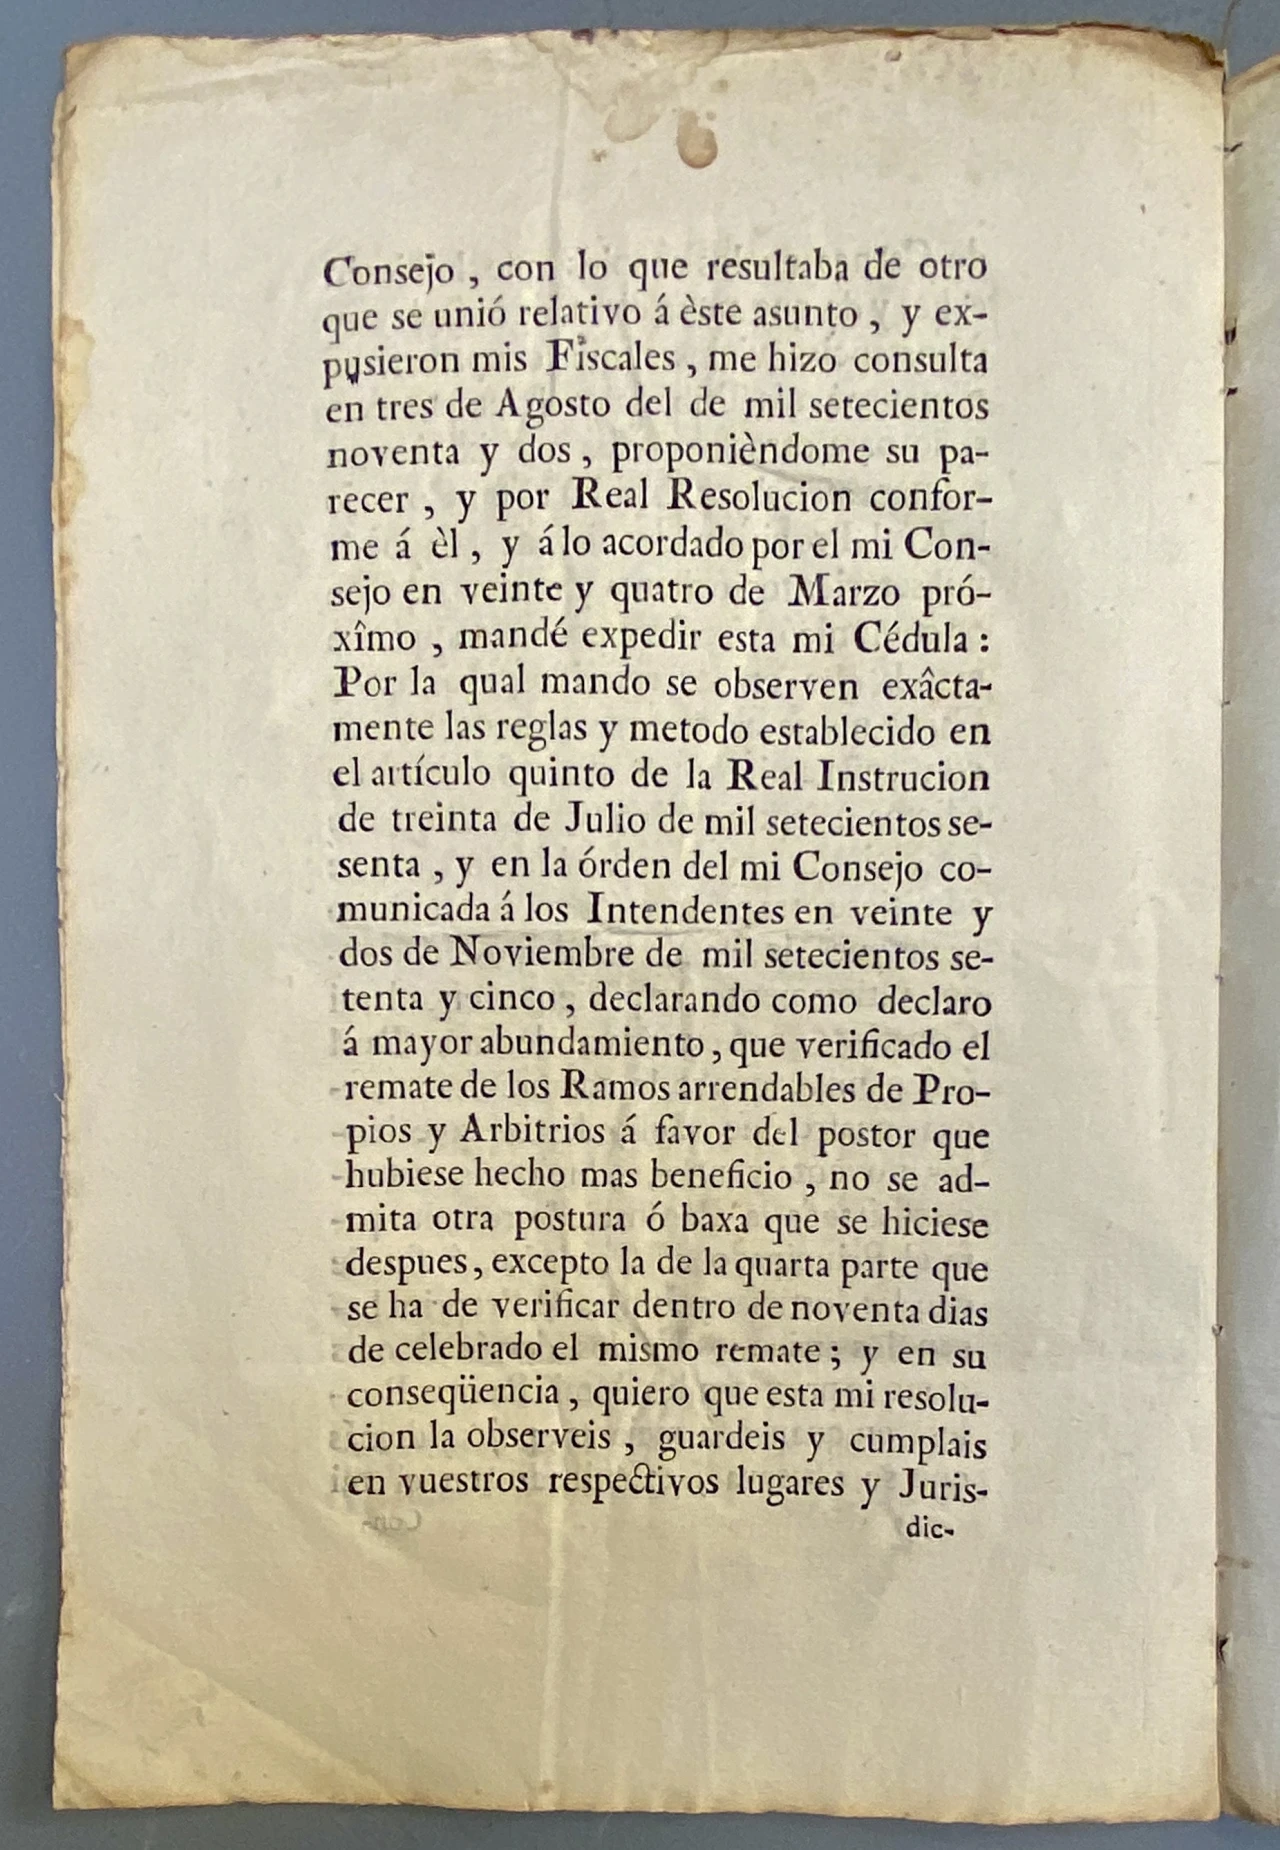 Consejo , con lo que resultaba de otro
que se unió relativo á èste asunto , y ex-
pusieron mis Fiscales , me hizo consulta
en tres de Agosto del de mil setecientos
noventa y dos , proponièndome su pa-
recer , y por Real Resolucion confor-
me á èl , y á lo acordado por el mi Con-
sejo en veinte y quatro de Marzo pró-
xîmo , mandé expedir esta mi Cédula :
Por la qual mando se observen exâcta-
mente las reglas y metodo establecido en
el artículo quinto de la Real Instrucion
de treinta de Julio de mil setecientos se-
senta , y en la órden del mi Consejo co-
municada á los Intendentes en veinte y
dos de Noviembre de mil setecientos se-
tenta y cinco , declarando como declaro
á mayor abundamiento , que verificado el
remate de los Ramos arrendables de Pro-
pios y Arbitrios á favor del postor que
hubiese hecho mas beneficio , no se ad-
mita otra postura ó baxa que se hiciese
despues , excepto la de la quarta parte que
se ha de verificar dentro de noventa dias
de celebrado el mismo remate ; y en su
conseqüencia , quiero que esta mi resolu-
cion la observeis , guardeis y cumplais
en vuestros respectivos lugares y Juris-
dic-